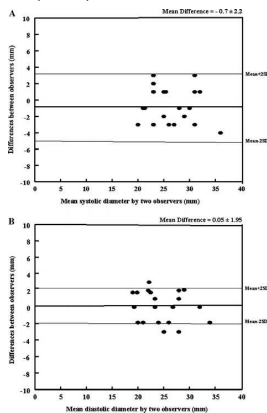 A
Mean Difference = - 0.7 ± 2.2
Differences between observers (mm)
10
8
6
4
2
0
-2
-4
-6
-8
-10
Mean+2SD
Mean-2SD
0 5 10 15 20 25 30 35 40
Mean systolic diameter by two observers (mm)
B
Mean Difference = 0.05 ± 1.95
Differences between observers (mm)
10
8
6
4
2
0
-2
-4
-6
-8
-10
Mean+2SD
Mean-2SD
0 5 10 15 20 25 30 35 40
Mean diastolic diameter by two observers (mm)